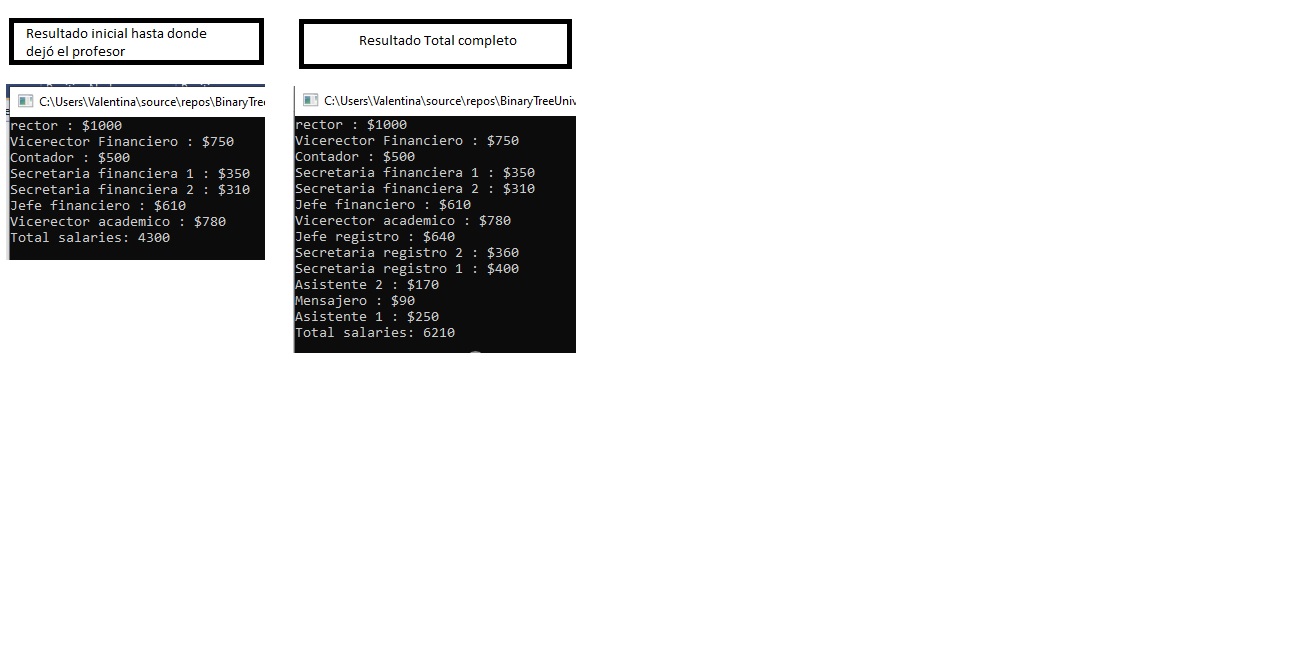 Resultado inicial hasta donde
dejó el profesor
C:\Users\Valentina\source\repos\BinaryTree
rector : $1000
Vicerector Financiero : $750
Contador : $500
Secretaria financiera 1 : $350
Secretaria financiera 2 : $310
Jefe financiero : $610
Vicerector academico : $780
Total salaries: 4300
Resultado Total completo
C:\Users\Valentina\source\repos\BinaryTreeUniv
rector : $1000
Vicerector Financiero : $750
Contador : $500
Secretaria financiera 1 : $350
Secretaria financiera 2 : $310
Jefe financiero : $610
Vicerector academico : $780
Jefe registro : $640
Secretaria registro 2 : $360
Secretaria registro 1 : $400
Asistente 2 : $170
Mensajero : $90
Asistente 1 : $250
Total salaries: 6210